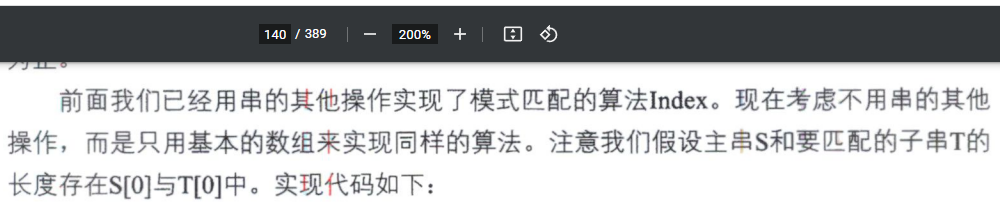 140 / 389
200%
为止。
前面我们已经用串的其他操作实现了模式匹配的算法Index。现在考虑不用串的其他
操作，而是只用基本的数组来实现同样的算法。注意我们假设主串S和要匹配的子串T的
长度存在S[0]与T[0]中。实现代码如下：